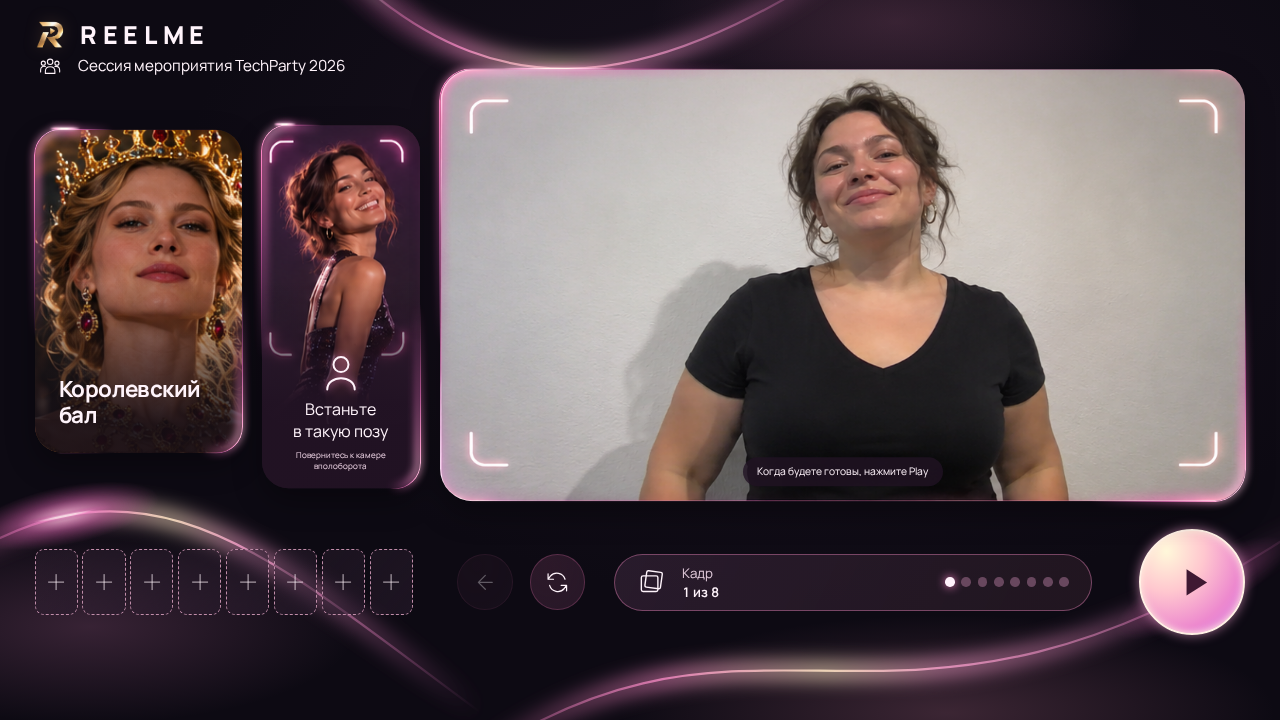 REELME
Сессия мероприятия TechParty 2026
Королевский
бал
Встаньте
в такую позу
Повернитесь к камере
вполоборота
Когда будете готовы, нажмите Play
Кадр
1 из 8